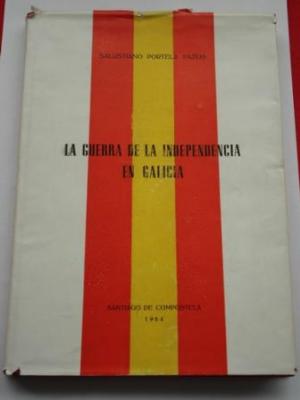 SALUSTIANO PORTELA PAZOS
LA GUERRA DE LA INDEPENDENCIA
EN GALICIA
SANTIAGO DE COMPOSTELA
1964